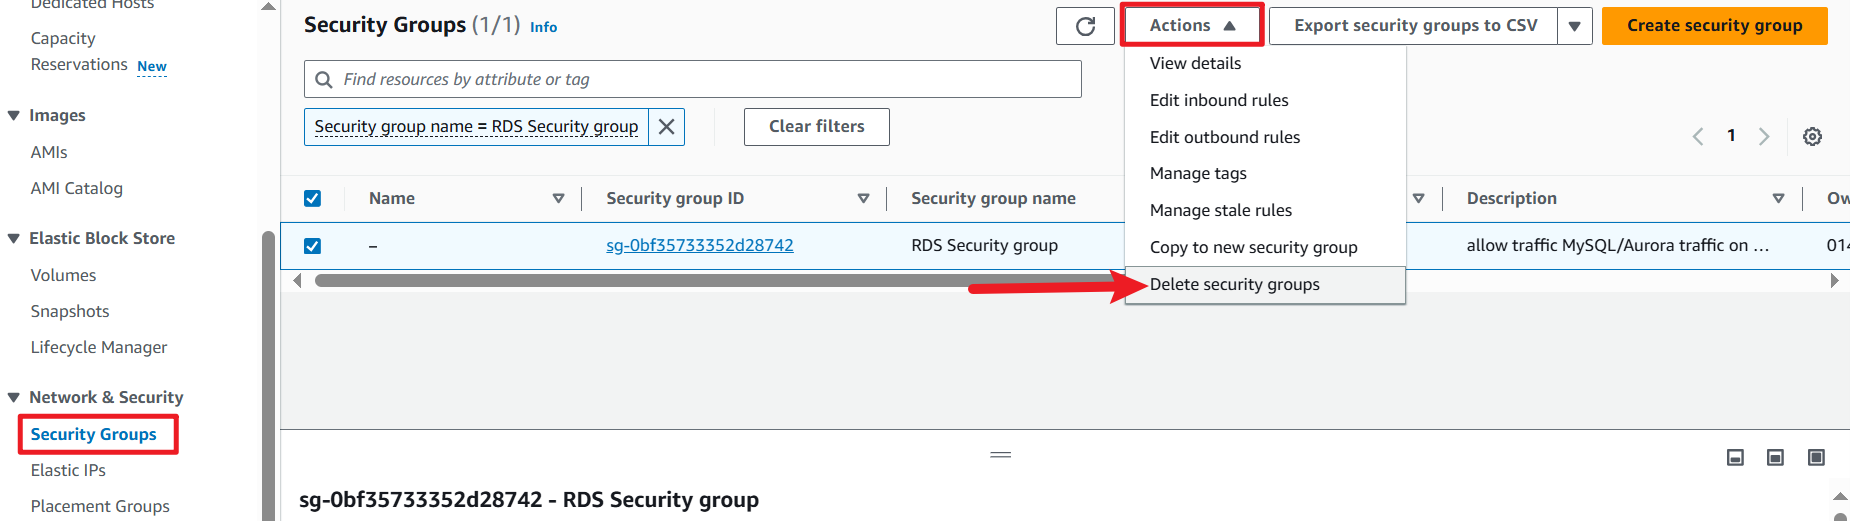 Dedicated Hosts
Capacity
Reservations New
Images
AMIs
AMI Catalog
Elastic Block Store
Volumes
Snapshots
Lifecycle Manager
Network & Security
Security Groups
Elastic IPs
Placement Groups
Security Groups (1/1) Info
Actions
Export security groups to CSV
Create security group
Find resources by attribute or tag
Security group name = RDS Security group
Clear filters
1
View details
Edit inbound rules
Edit outbound rules
Manage tags
Manage stale rules
Copy to new security group
Delete security groups
Name Security group ID Security group name Description Ow
– sg-0bf35733352d28742 RDS Security group allow traffic MySQL/Aurora traffic on ... 014
sg-0bf35733352d28742 - RDS Security group